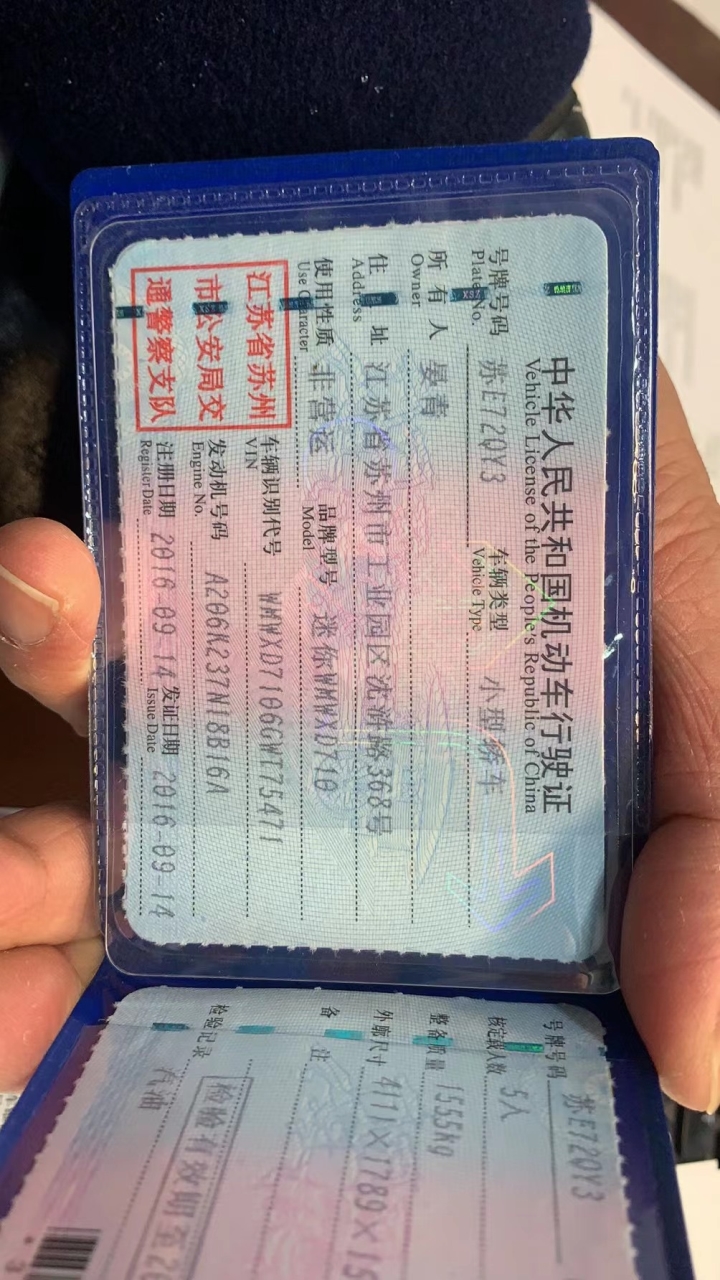 中华人民共和国机动车行驶证
Vehicle License of the People's Republic of China
号牌号码 苏E72QY3 车辆类型 小型轿车
Plate No. Vehicle Type
所有人 晏青
Owner
住址 江苏省苏州市工业园区沈浒路368号
Address
使用性质 非营运 品牌型号 迷你WMWXD710
Use Character Model
江苏省苏州
市公安局交
通警察支队
车辆识别代号 WMWXD7106GWT75471
VIN
发动机号码 A206K237N18B16A
Engine No.
注册日期 2016-09-14 发证日期 2016-09-14
Register Date Issue Date
号牌号码 苏E72QY3
核定载人数 5人
整备质量 1555kg
外廓尺寸 4171×1789×15
备注
汽油
检验记录 检验有效期至20